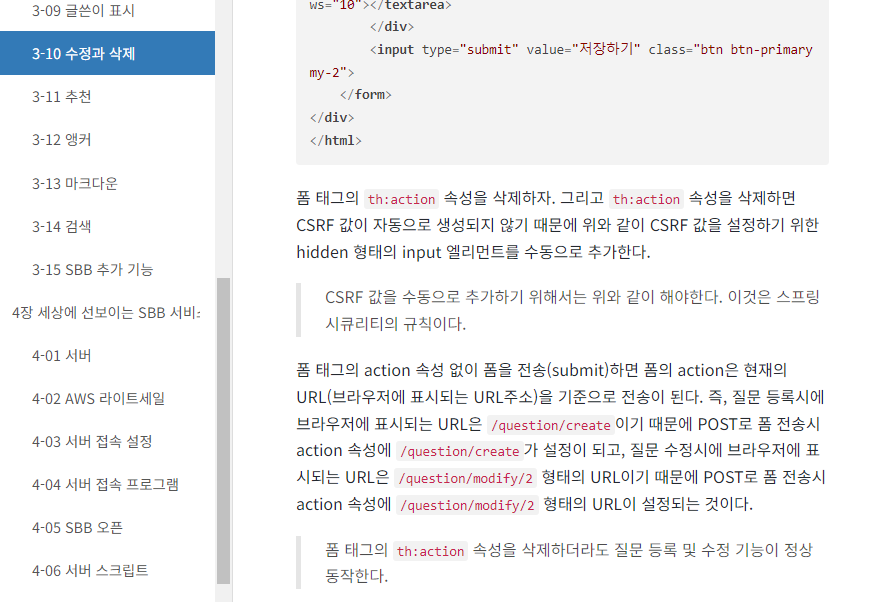 3-09 글쓴이 표시
3-10 수정과 삭제
3-11 추천
3-12 앵커
3-13 마크다운
3-14 검색
3-15 SBB 추가 기능
4장 세상에 선보이는 SBB 서비
4-01 서버
4-02 AWS 라이트세일
4-03 서버 접속 설정
4-04 서버 접속 프로그램
4-05 SBB 오픈
4-06 서버 스크립트
ws="10"></textarea>
</div>
<input type="submit" value="저장하기" class="btn btn-primary
my-2">
</form>
</div>
</html>
폼 태그의 th:action 속성을 삭제하자. 그리고 th:action 속성을 삭제하면
CSRF 값이 자동으로 생성되지 않기 때문에 위와 같이 CSRF 값을 설정하기 위한
hidden 형태의 input 엘리먼트를 수동으로 추가한다.
CSRF 값을 수동으로 추가하기 위해서는 위와 같이 해야한다. 이것은 스프링
시큐리티의 규칙이다.
폼 태그의 action 속성 없이 폼을 전송(submit)하면 폼의 action은 현재의
URL(브라우저에 표시되는 URL주소)을 기준으로 전송이 된다. 즉, 질문 등록시에
브라우저에 표시되는 URL은 /question/create 이기 때문에 POST로 폼 전송시
action 속성에 /question/create 가 설정이 되고, 질문 수정시에 브라우저에 표
시되는 URL은 /question/modify/2 형태의 URL이기 때문에 POST로 폼 전송시
action 속성에 /question/modify/2 형태의 URL이 설정되는 것이다.
폼 태그의 th:action 속성을 삭제하더라도 질문 등록 및 수정 기능이 정상
동작한다.